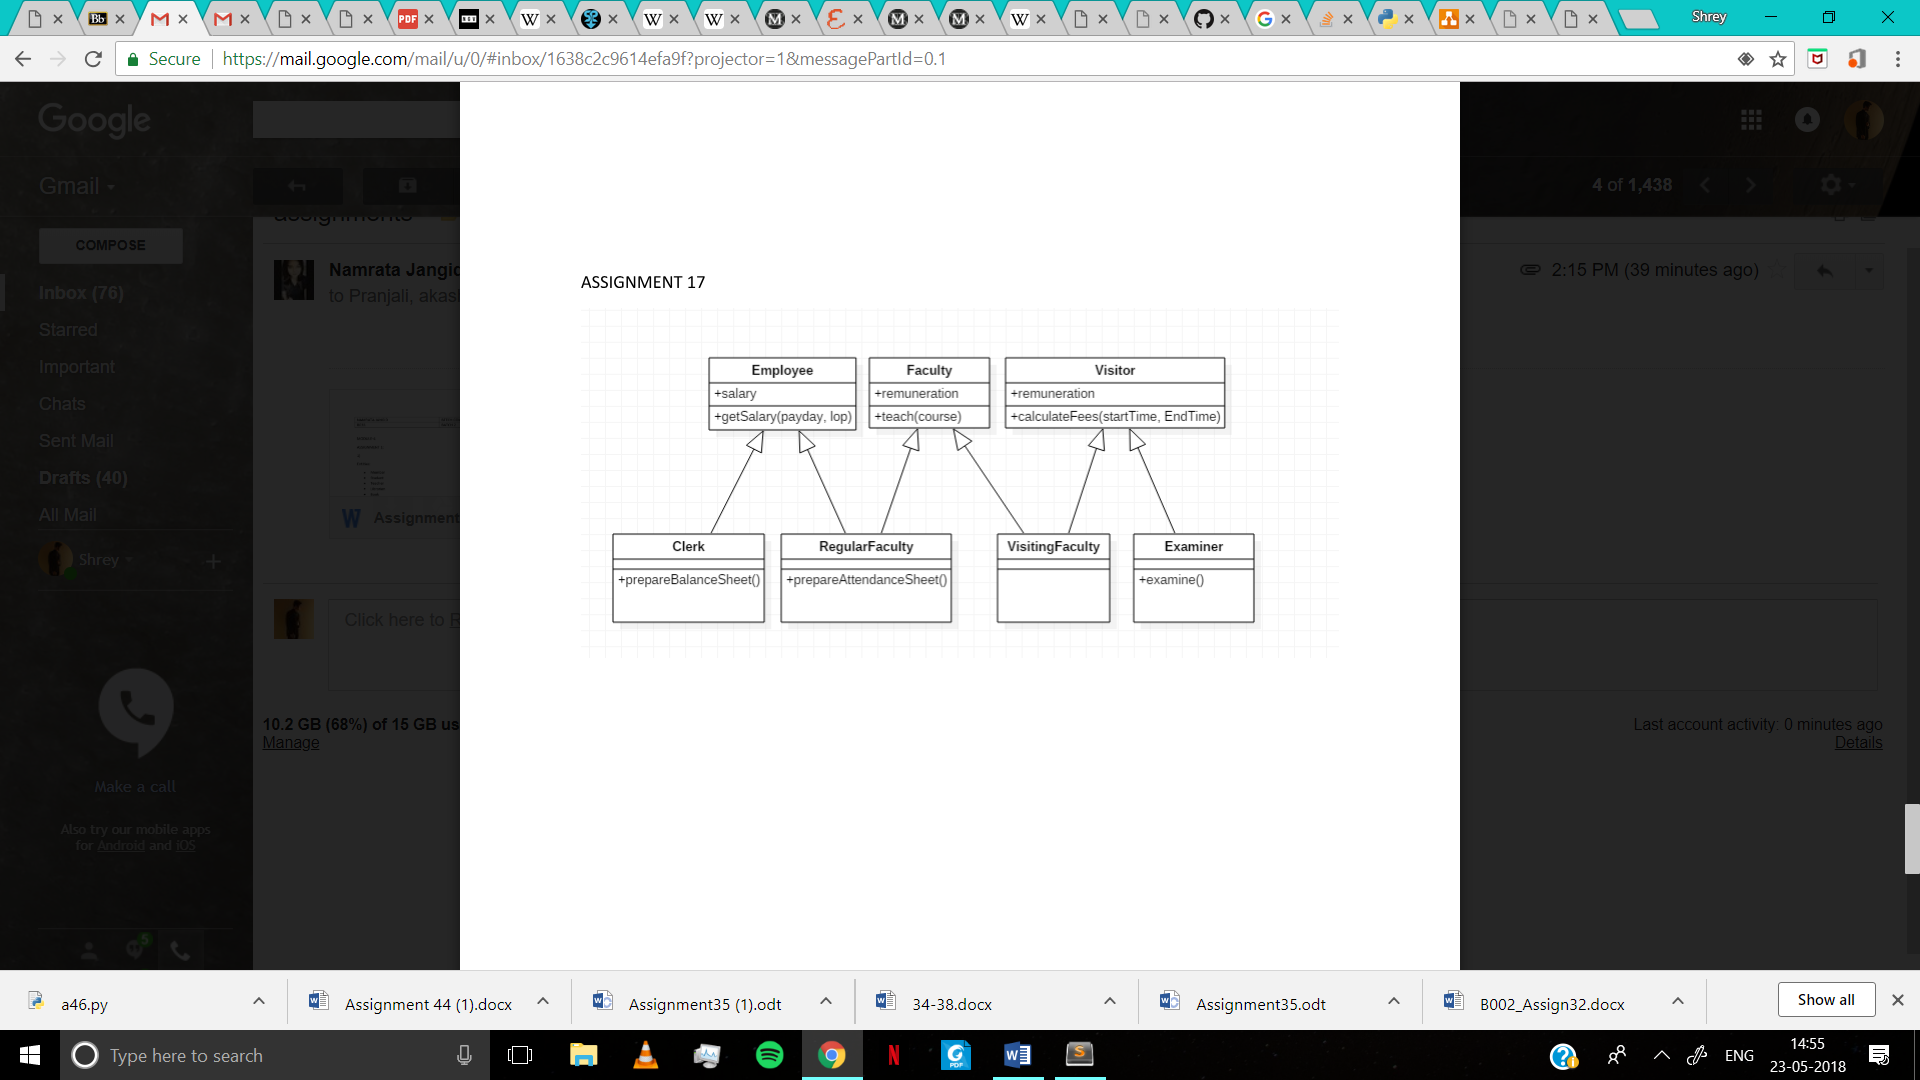 Shrey
Secure
https://mail.google.com/mail/u/0/#inbox/1638c2c9614efa9f?projector=1&messagePartId=0.1
Google
Gmail
4 of 1,438
assignments
COMPOSE
Namrata
2:15 PM (39 minutes ago)
to Pranjali,
Inbox (76)
Starred
Important
Chats
Sent Mail
Drafts (40)
All Mail
Assignment
Shrey
Click here to
10.2 GB (68%) of 15 GB
Manage
Last account activity: 0 minutes ago
Details
Make a call
Also try our mobile apps
for Android and iOS
5
ASSIGNMENT 17
Employee
+salary
+getSalary(payday, lop)
Faculty
+remuneration
+teach(course)
Visitor
+remuneration
+calculateFees(startTime, EndTime)
Clerk
+prepareBalanceSheet()
RegularFaculty
+prepareAttendanceSheet()
VisitingFaculty
Examiner
+examine()
a46.py
Assignment 44 (1).docx
Assignment35 (1).odt
34-38.docx
Assignment35.odt
B002_Assign32.docx
Show all
Type here to search
ENG
14:55
23-05-2018